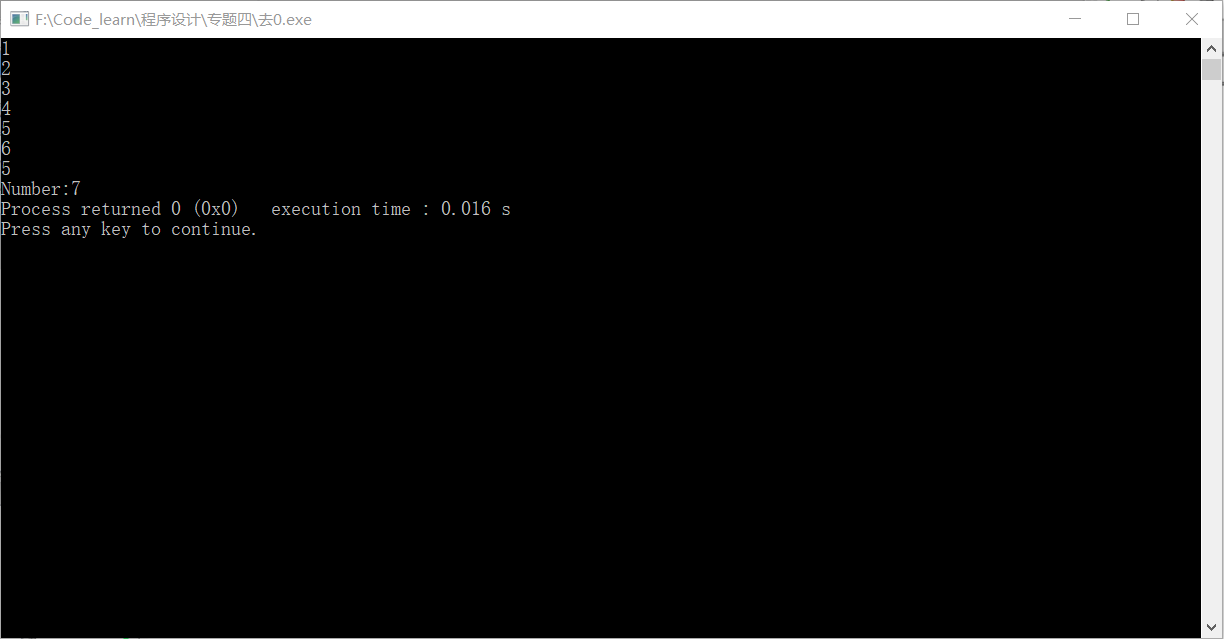 F:\Code_learn\程序设计\专题四\去0.exe
1
2
3
4
5
6
5
Number:7
Process returned 0 (0x0)   execution time : 0.016 s
Press any key to continue.